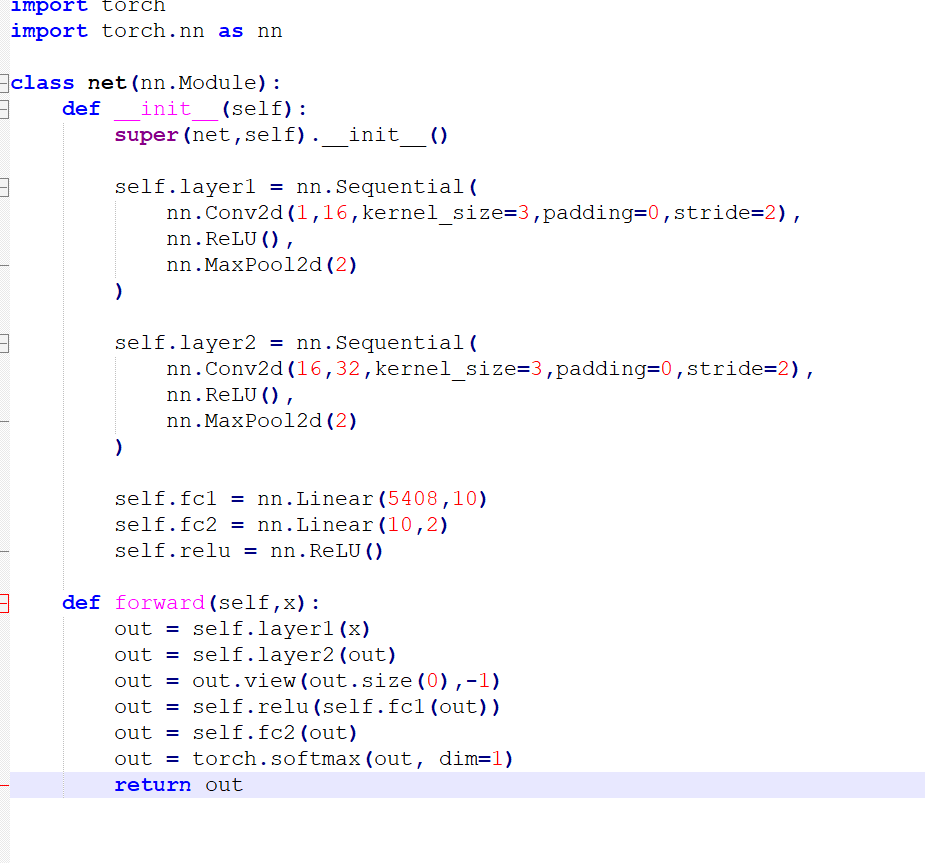 import torch
import torch.nn as nn
class net(nn.Module):
def __init__(self):
super(net,self).__init__()
self.layer1 = nn.Sequential(
nn.Conv2d(1,16,kernel_size=3,padding=0,stride=2),
nn.ReLU(),
nn.MaxPool2d(2)
)
self.layer2 = nn.Sequential(
nn.Conv2d(16,32,kernel_size=3,padding=0,stride=2),
nn.ReLU(),
nn.MaxPool2d(2)
)
self.fc1 = nn.Linear(5408,10)
self.fc2 = nn.Linear(10,2)
self.relu = nn.ReLU()
def forward(self,x):
out = self.layer1(x)
out = self.layer2(out)
out = out.view(out.size(0),-1)
out = self.relu(self.fc1(out))
out = self.fc2(out)
out = torch.softmax(out, dim=1)
return out